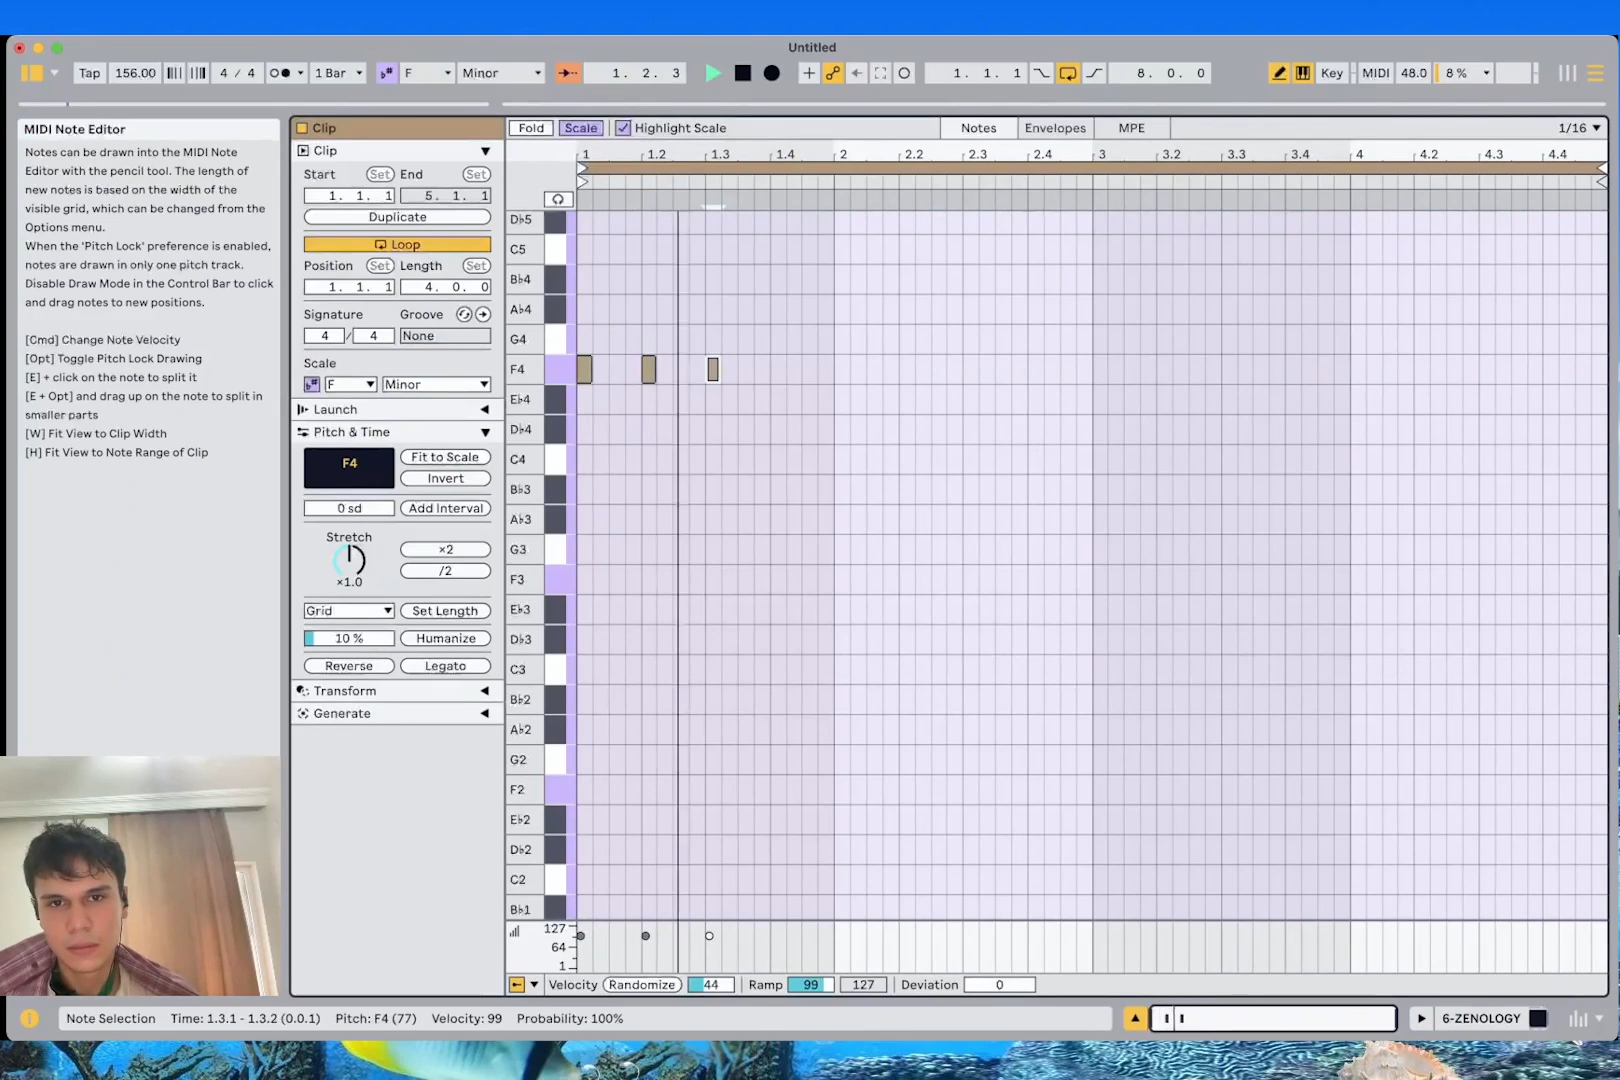 Untitled
Tap 156.00 4 / 4 1 Bar F Minor 1. 2. 3 1. 1. 1 8. 0. 0 Key MIDI 48.0 8 %
MIDI Note Editor
Notes can be drawn into the MIDI Note
Editor with the pencil tool. The length of
new notes is based on the width of the
visible grid, which can be changed from the
Options menu.
When the 'Pitch Lock' preference is enabled,
notes are drawn in only one pitch track.
Disable Draw Mode in the Control Bar to click
and drag notes to new positions.
[Cmd] Change Note Velocity
[Opt] Toggle Pitch Lock Drawing
[E] + click on the note to split it
[E + Opt] and drag up on the note to split in
smaller parts
[W] Fit View to Clip Width
[H] Fit View to Note Range of Clip
Clip
Clip
Start Set End Set
1. 1. 1 5. 1. 1
Duplicate
Loop
Position Set Length Set
1. 1. 1 4. 0. 0
Signature Groove
4 / 4 None
Scale
F Minor
Launch
Pitch & Time
F4 Fit to Scale
Invert
0 sd Add Interval
Stretch
×2
/2
×1.0
Grid Set Length
10 % Humanize
Reverse Legato
Transform
Generate
Fold Scale Highlight Scale Notes Envelopes MPE 1/16
1 1.2 1.3 1.4 2 2.2 2.3 2.4 3 3.2 3.3 3.4 4 4.2 4.3 4.4
D♭5
C5
B♭4
A♭4
G4
F4
E♭4
D♭4
C4
B♭3
A♭3
G3
F3
E♭3
D♭3
C3
B♭2
A♭2
G2
F2
E♭2
D♭2
C2
B♭1
127
64
1
Velocity Randomize 44 Ramp 99 127 Deviation 0
Note Selection Time: 1.3.1 - 1.3.2 (0.0.1) Pitch: F4 (77) Velocity: 99 Probability: 100%
6-ZENOLOGY